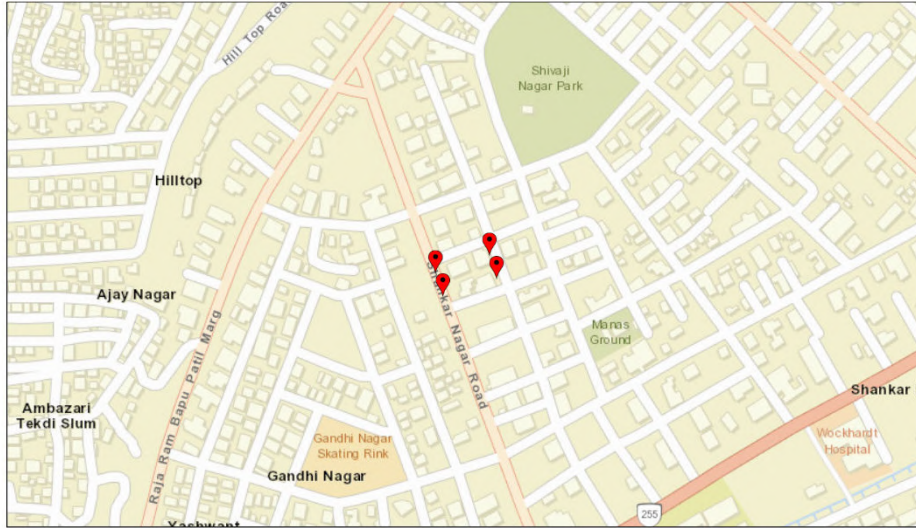 Hill Top Road
Shivaji
Nagar Park
Hilltop
Ajay Nagar
Shankar Nagar Road
Raja Ram Bapu Patil Marg
Manas
Ground
Ambazari
Tekdi Slum
Shankar
Gandhi Nagar
Skating Rink
Wockhardt
Hospital
Gandhi Nagar
255
Yashwant